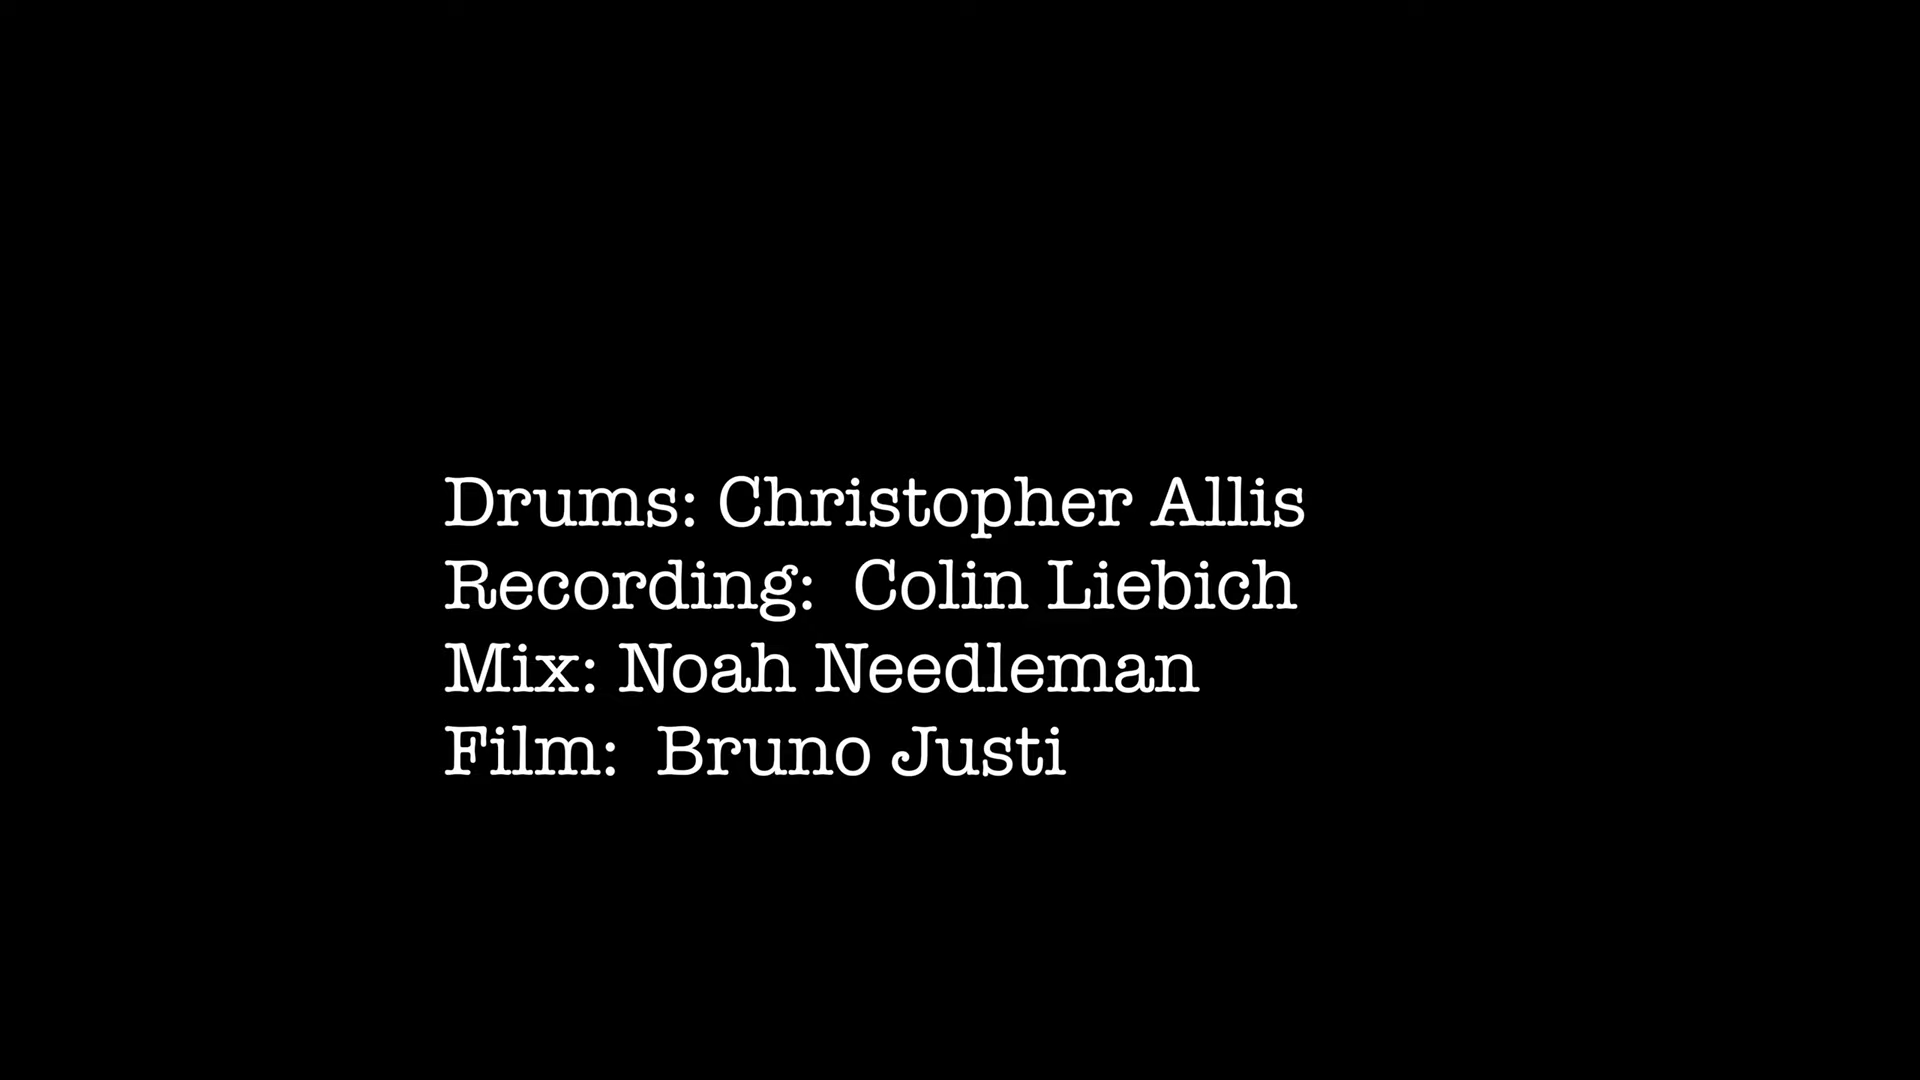 Drums: Christopher Allis
Recording:  Colin Liebich
Mix: Noah Needleman
Film:  Bruno Justi